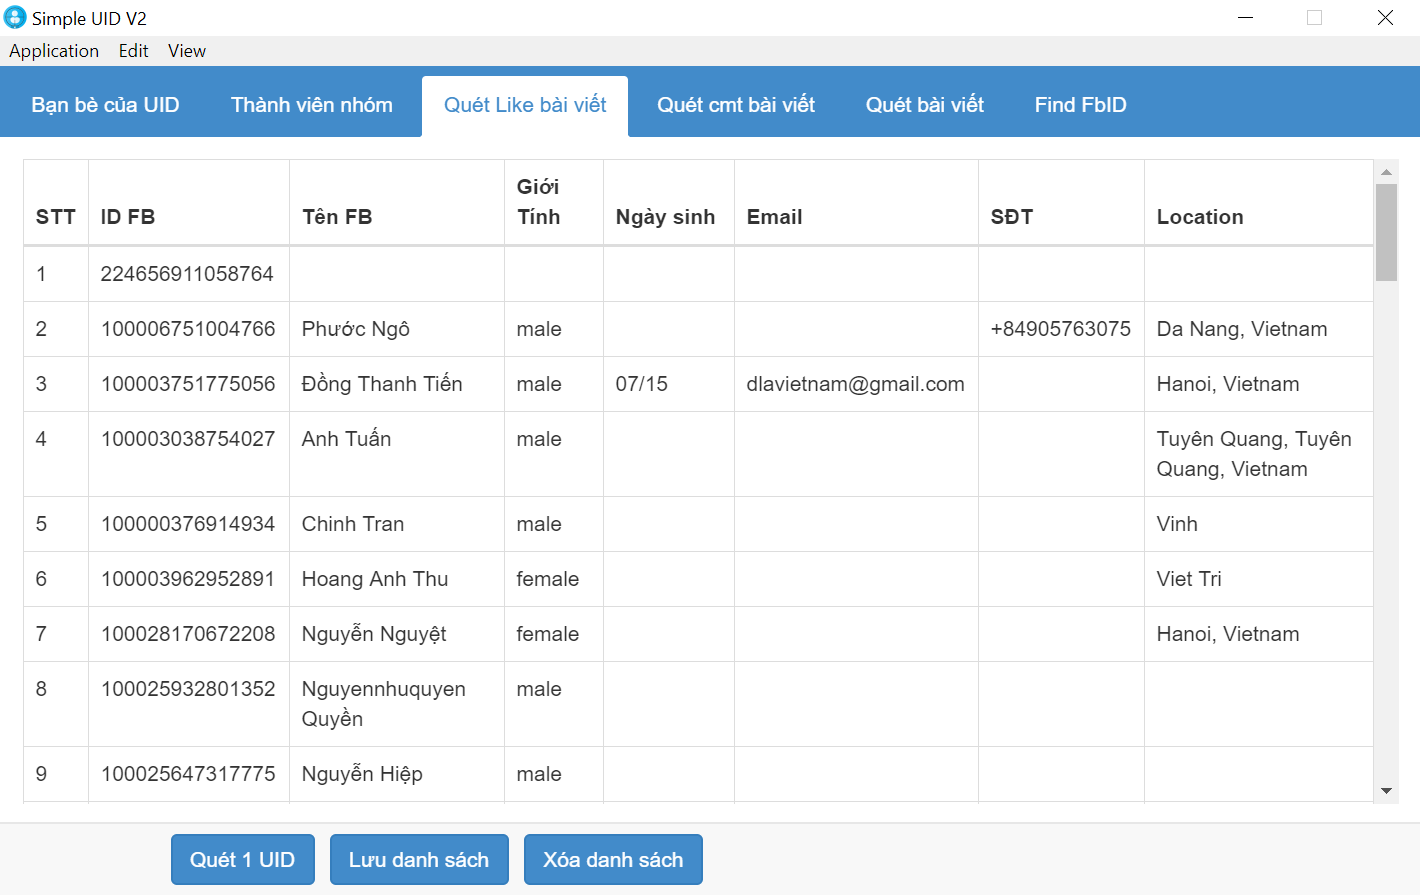 Simple UID V2
Application Edit View
Bạn bè của UID Thành viên nhóm Quét Like bài viết Quét cmt bài viết Quét bài viết Find FbID
STT ID FB Tên FB Giới Tính Ngày sinh Email SĐT Location
1 224656911058764
2 100006751004766 Phước Ngô male +84905763075 Da Nang, Vietnam
3 100003751775056 Đồng Thanh Tiến male 07/15 dlavietnam@gmail.com Hanoi, Vietnam
4 100003038754027 Anh Tuấn male Tuyên Quang, Tuyên
Quang, Vietnam
5 100000376914934 Chinh Tran male Vinh
6 100003962952891 Hoang Anh Thu female Viet Tri
7 100028170672208 Nguyễn Nguyệt female Hanoi, Vietnam
8 100025932801352 Nguyennhuquyen male
Quyền
9 100025647317775 Nguyễn Hiệp male
Quét 1 UID Lưu danh sách Xóa danh sách